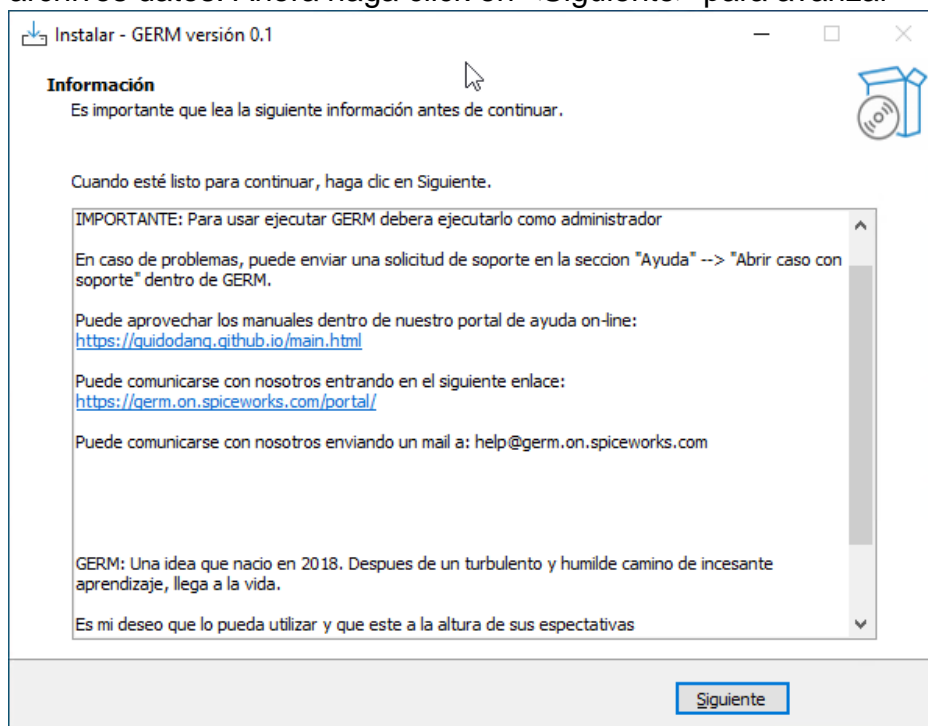 Instalar - GERM versión 0.1
Información
Es importante que lea la siguiente información antes de continuar.
Cuando esté listo para continuar, haga clic en Siguiente.
IMPORTANTE: Para usar ejecutar GERM debera ejecutarlo como administrador
En caso de problemas, puede enviar una solicitud de soporte en la seccion "Ayuda" --> "Abrir caso con
soporte" dentro de GERM.
Puede aprovechar los manuales dentro de nuestro portal de ayuda on-line:
https://guidodang.github.io/main.html
Puede comunicarse con nosotros entrando en el siguiente enlace:
https://germ.on.spiceworks.com/portal/
Puede comunicarse con nosotros enviando un mail a: help@germ.on.spiceworks.com
GERM: Una idea que nacio en 2018. Despues de un turbulento y humilde camino de incesante
aprendizaje, llega a la vida.
Es mi deseo que lo pueda utilizar y que este a la altura de sus espectativas
Siguiente